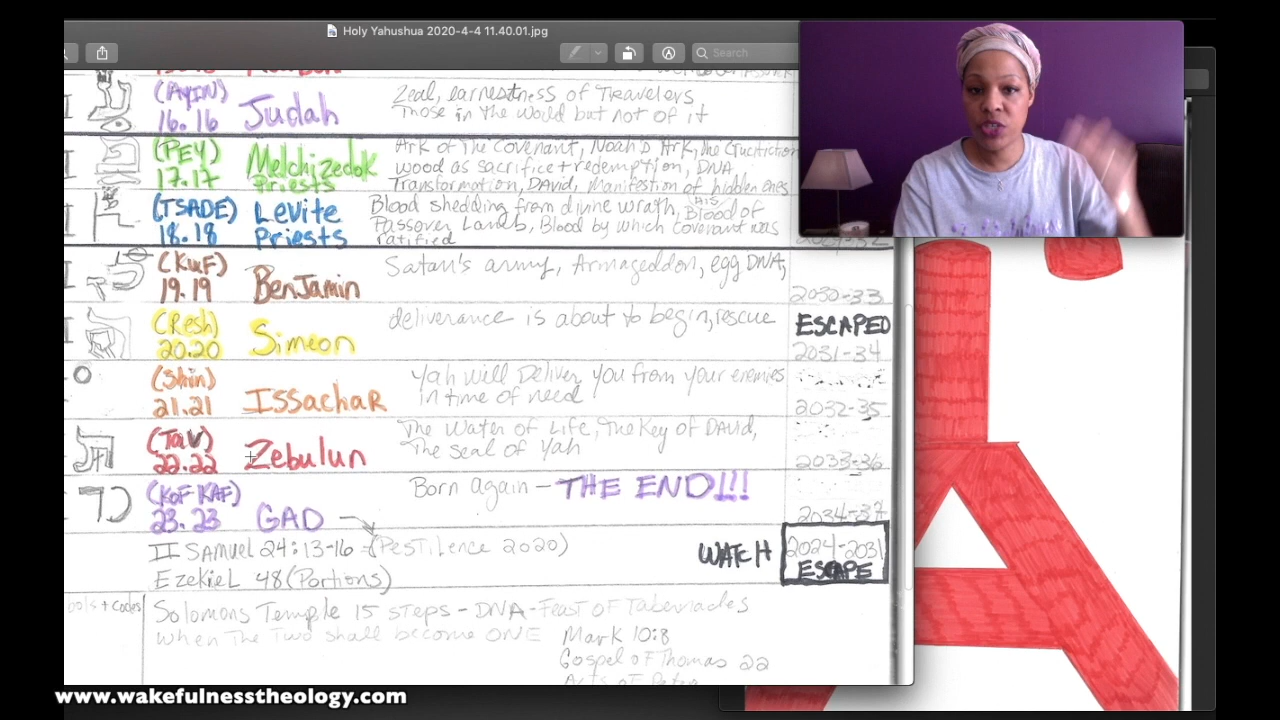 Holy Yahushua 2020-4-4 11.40.01.jpg
Search
(AyIN)
16.16
Judah
Zeal, earnestness of Travelers
Those in the world but not of it
(PEY)
17.17
Melchizedok
Priests
Ark of The Covenant, Noah's Ark, The Crucifiction
wood as sacrifice + redemption, DNA
Transformation, David, manifestion of hidden ones
(TSADE)
18.18
Levite
Priests
Blood shedding from divine wrath, His Blood of
Passover Lamb, Blood by which covenant was
ratified
(KuF)
19.19
BenJamin
Satan's army, Armageddon, egg DNA,
2030-33
(Resh)
20.20
Simeon
deliverance is about to begin, rescue
ESCAPED
2031-34
(Shin)
21.21
ISSachar
Yah will Deliver you from your enemies
in time of need
2032-35
(Tav)
22.22
Zebulun
The Water of Life, The Key of DAVID,
The seal of Yah
2033-36
(KoF KAF)
23.23
GAD
Born Again - THE END!!!
2034-37
II SAMUEL 24:13-16 = (PesTilence 2020)
EzekieL 48 (Portions)
WATCH
2024-2031
ESCAPE
ools + Codes
Solomons Temple 15 steps - DNA - Feast OF Tabernacles
when The Two shall become ONE
Mark 10:8
Gospel oF Thomas 22
Acts of Peter
www.wakefulnesstheology.com